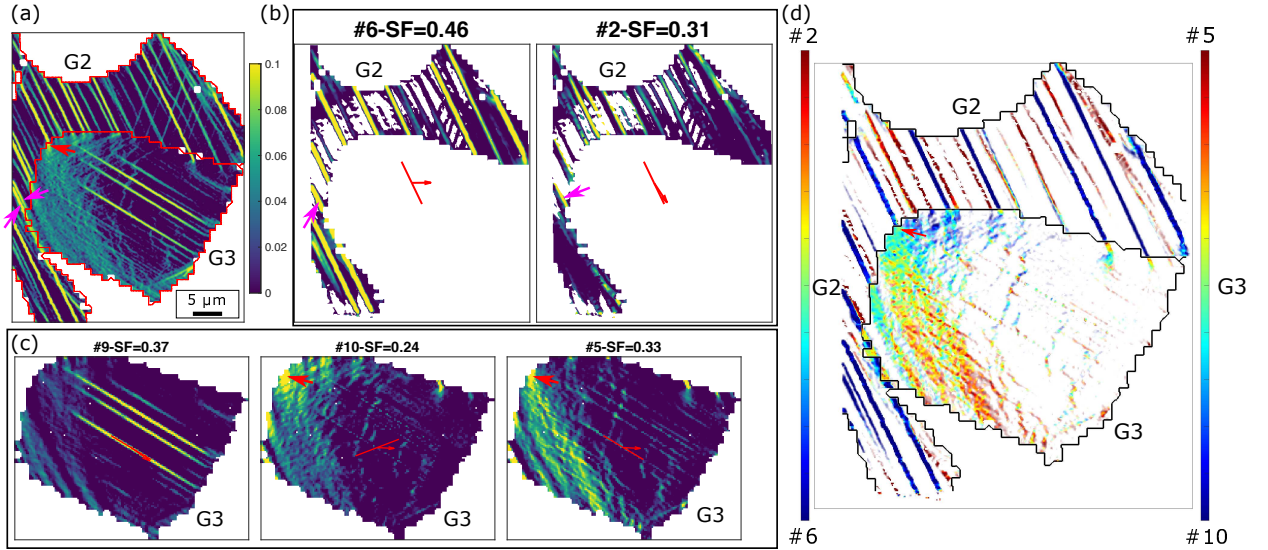 (a)
G2
G3
5 µm
0.1
0.08
0.06
0.04
0.02
0
(b)
#6-SF=0.46
G2
#2-SF=0.31
G2
(c)
#9-SF=0.37
G3
#10-SF=0.24
G3
#5-SF=0.33
G3
(d)
#2
#6
G2
G2
G3
#5
G3
#10